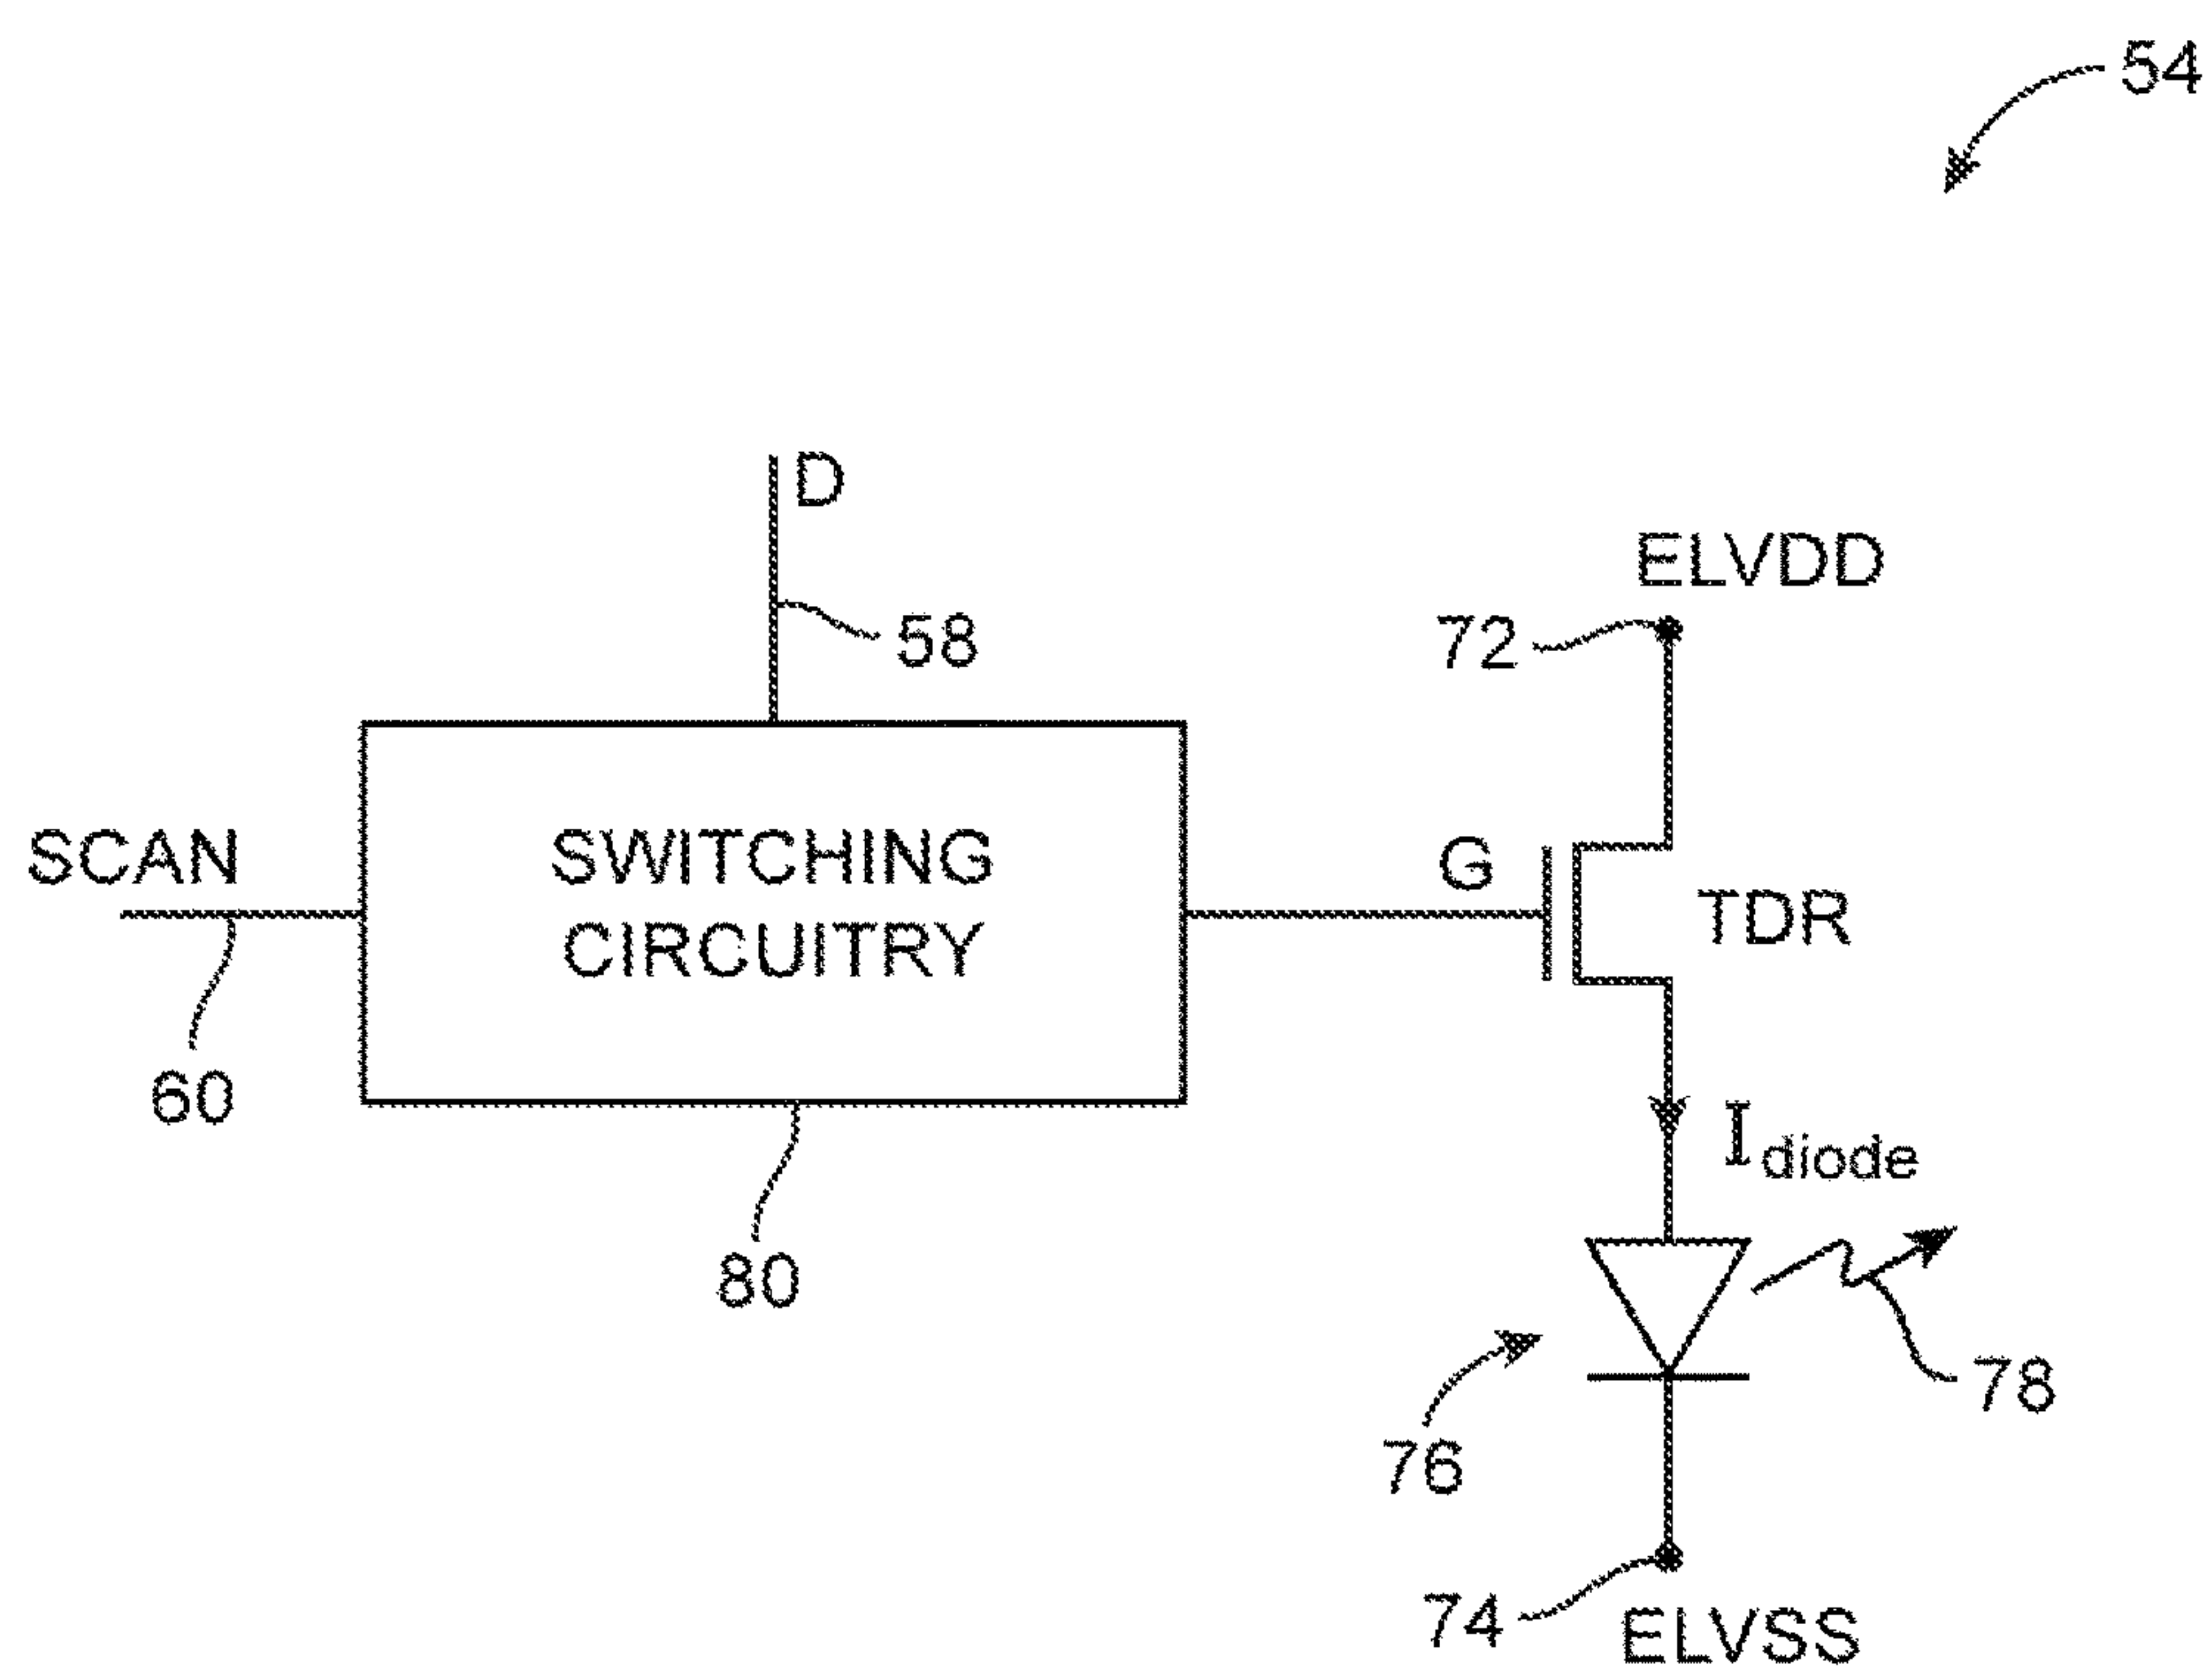 54
D
58
ELVDD
72
SCAN
SWITCHING
CIRCUITRY
G
TDR
60
I diode
80
78
76
74
ELVSS